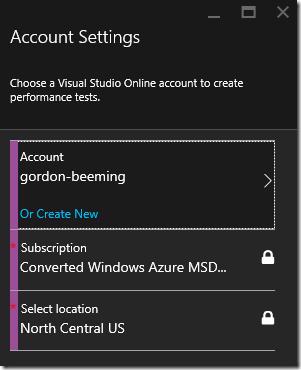 Account Settings
Choose a Visual Studio Online account to create
performance tests.
Account
gordon-beeming
Or Create New
* Subscription
Converted Windows Azure MSD...
* Select location
North Central US